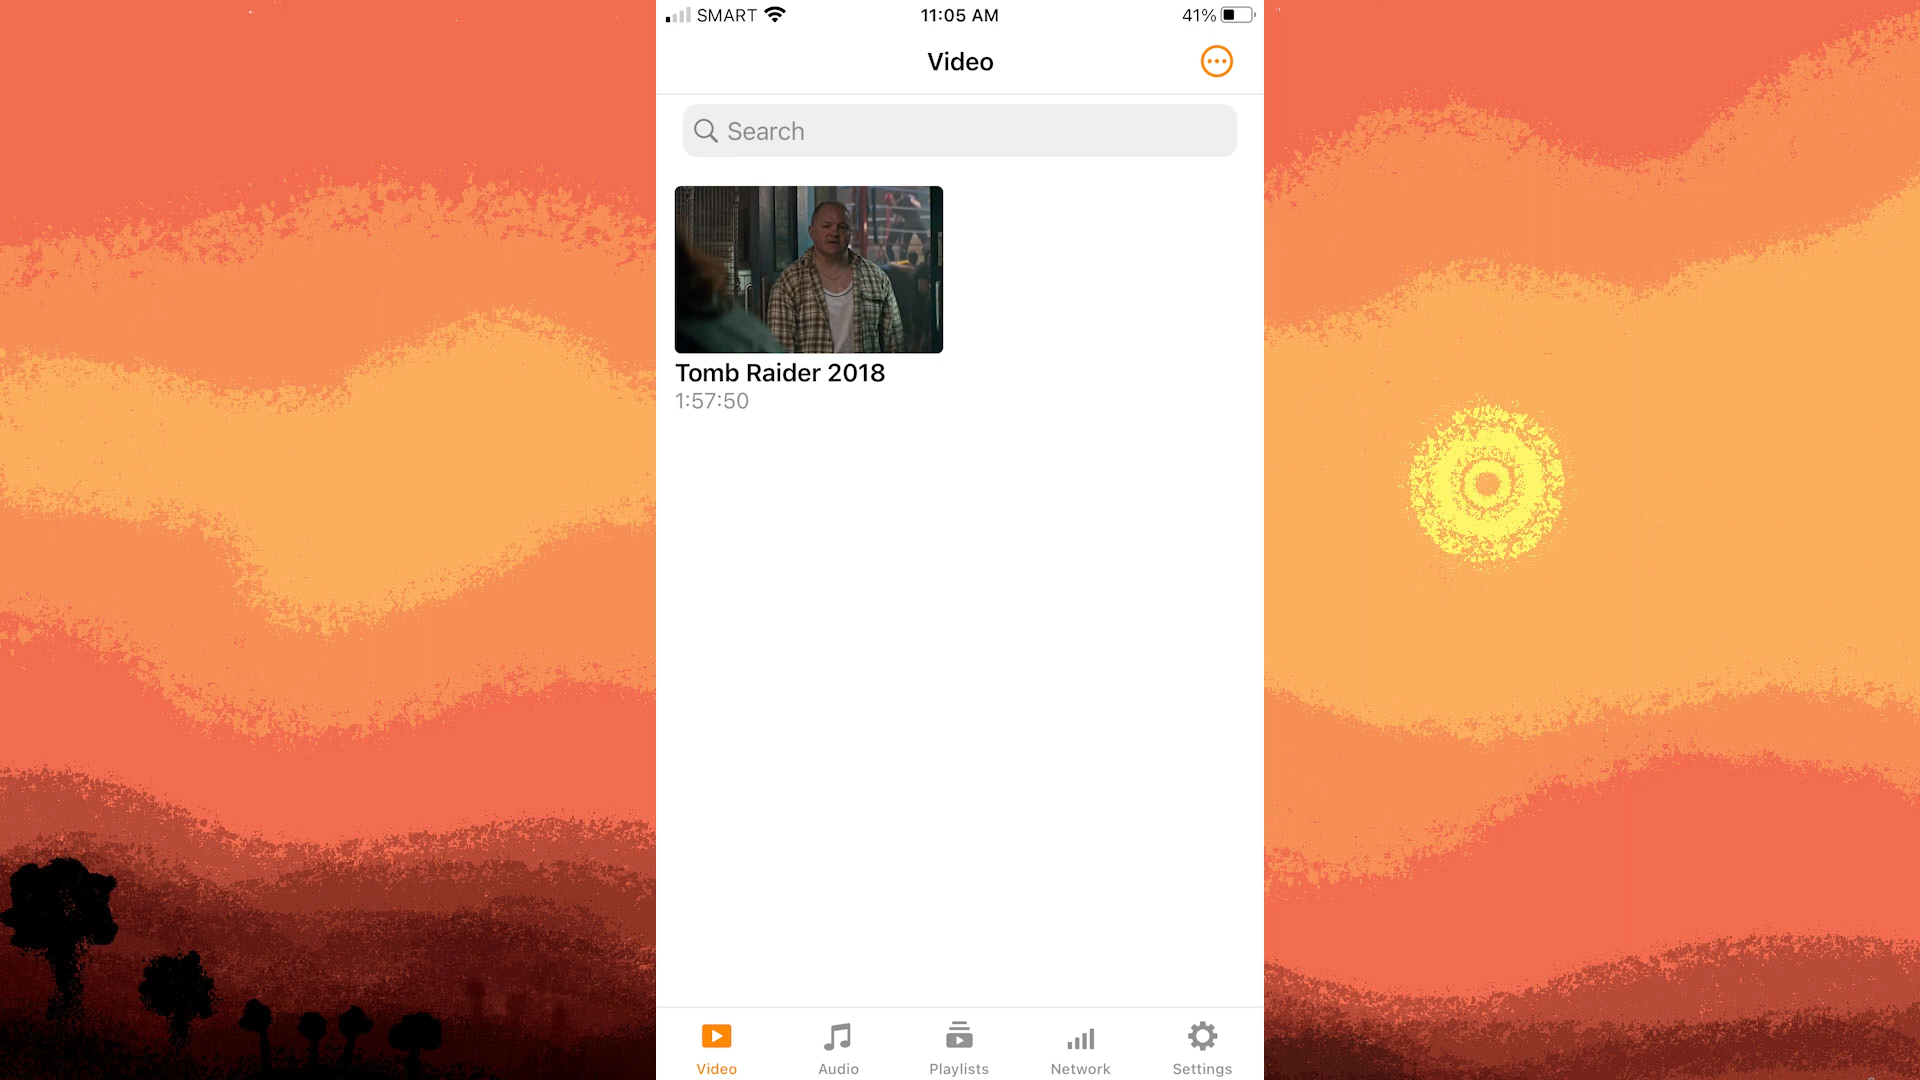 SMART 11:05 AM 41%
Video
Search
Tomb Raider 2018
1:57:50
Video Audio Playlists Network Settings